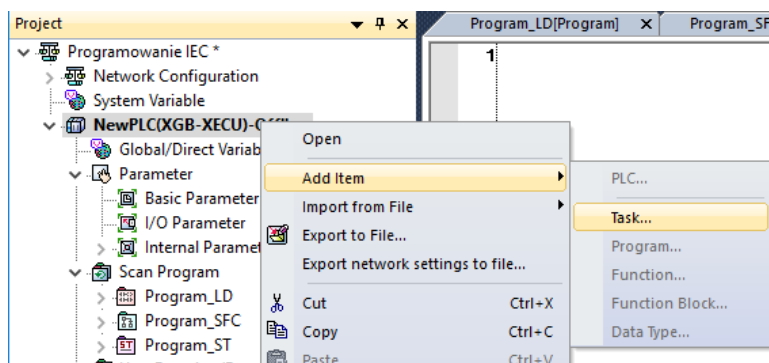 Project
Program_LD[Program]
Program_SF
Programowanie IEC *
1
Network Configuration
System Variable
NewPLC(XGB-XECU)-Offli
Global/Direct Variab
Parameter
Basic Parameter
I/O Parameter
Internal Paramet
Scan Program
Program_LD
Program_SFC
Program_ST
Open
Add Item
Import from File
Export to File...
Export network settings to file...
Cut Ctrl+X
Copy Ctrl+C
Paste Ctrl+V
PLC...
Task...
Program...
Function...
Function Block...
Data Type...